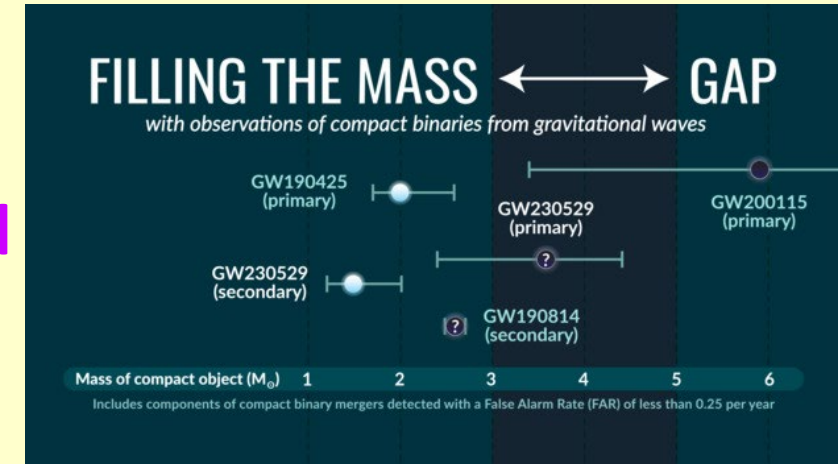 FILLING THE MASS GAP
with observations of compact binaries from gravitational waves
GW190425
(primary)
GW200115
(primary)
GW230529
(primary)
GW230529
(secondary)
?
GW190814
(secondary)
?
Mass of compact object (M☉) 1 2 3 4 5 6
Includes components of compact binary mergers detected with a False Alarm Rate (FAR) of less than 0.25 per year